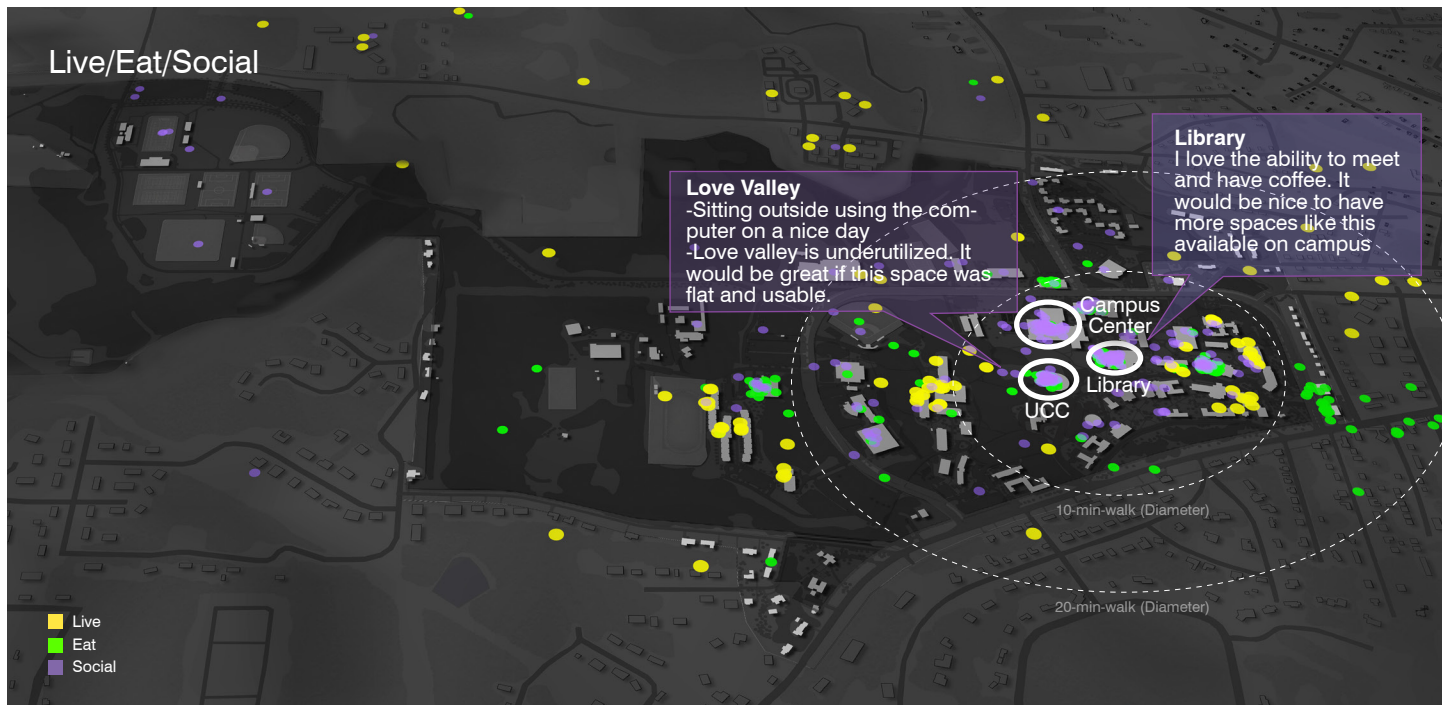 Live/Eat/Social
Library
I love the ability to meet
and have coffee. It
would be nice to have
more spaces like this
available on campus
Love Valley
-Sitting outside using the com-
puter on a nice day
-Love valley is underutilized. It
would be great if this space was
flat and usable.
Campus
Center
Library
UCC
10-min-walk (Diameter)
20-min-walk (Diameter)
Live
Eat
Social